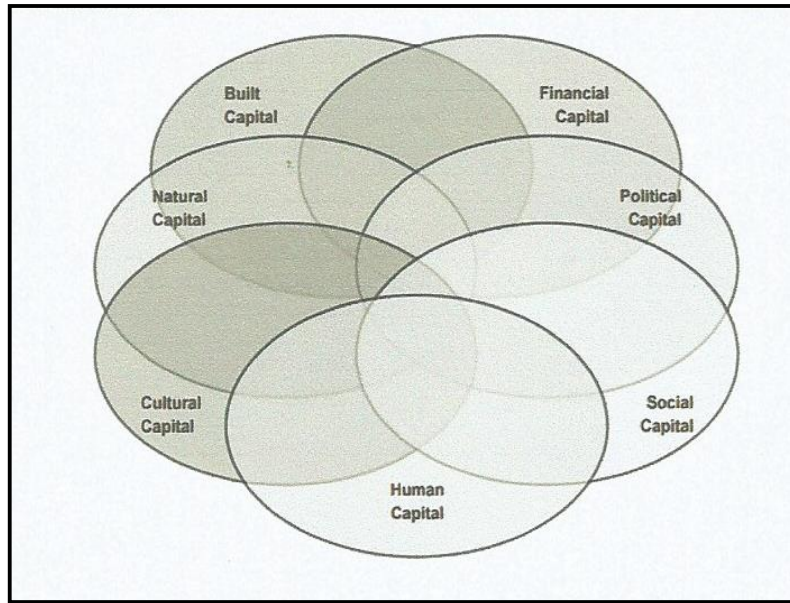 Built
Capital
Financial
Capital
Natural
Capital
Political
Capital
Cultural
Capital
Social
Capital
Human
Capital